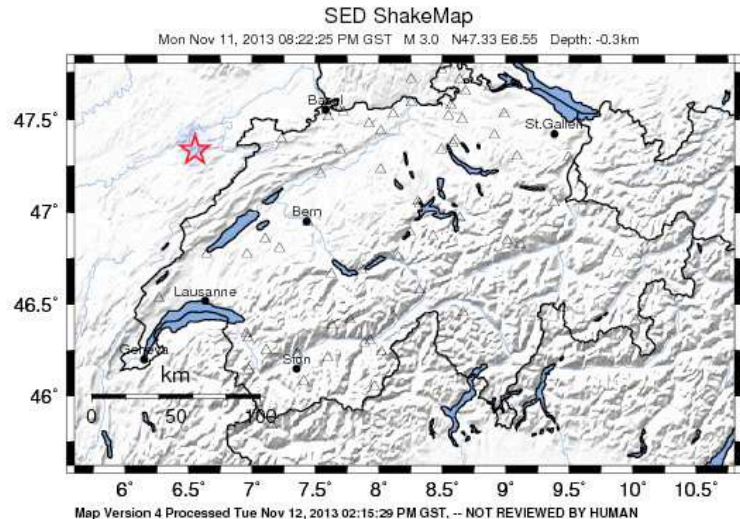 SED ShakeMap
Mon Nov 11, 2013 08:22:25 PM GST M 3.0 N47.33 E6.55 Depth: -0.3km
47.5°
47°
46.5°
46°
Basel
St.Gallen
Bern
Lausanne
Geneva
Sion
km
0 50 100
6° 6.5° 7° 7.5° 8° 8.5° 9° 9.5° 10° 10.5°
Map Version 4 Processed Tue Nov 12, 2013 02:15:29 PM GST, -- NOT REVIEWED BY HUMAN